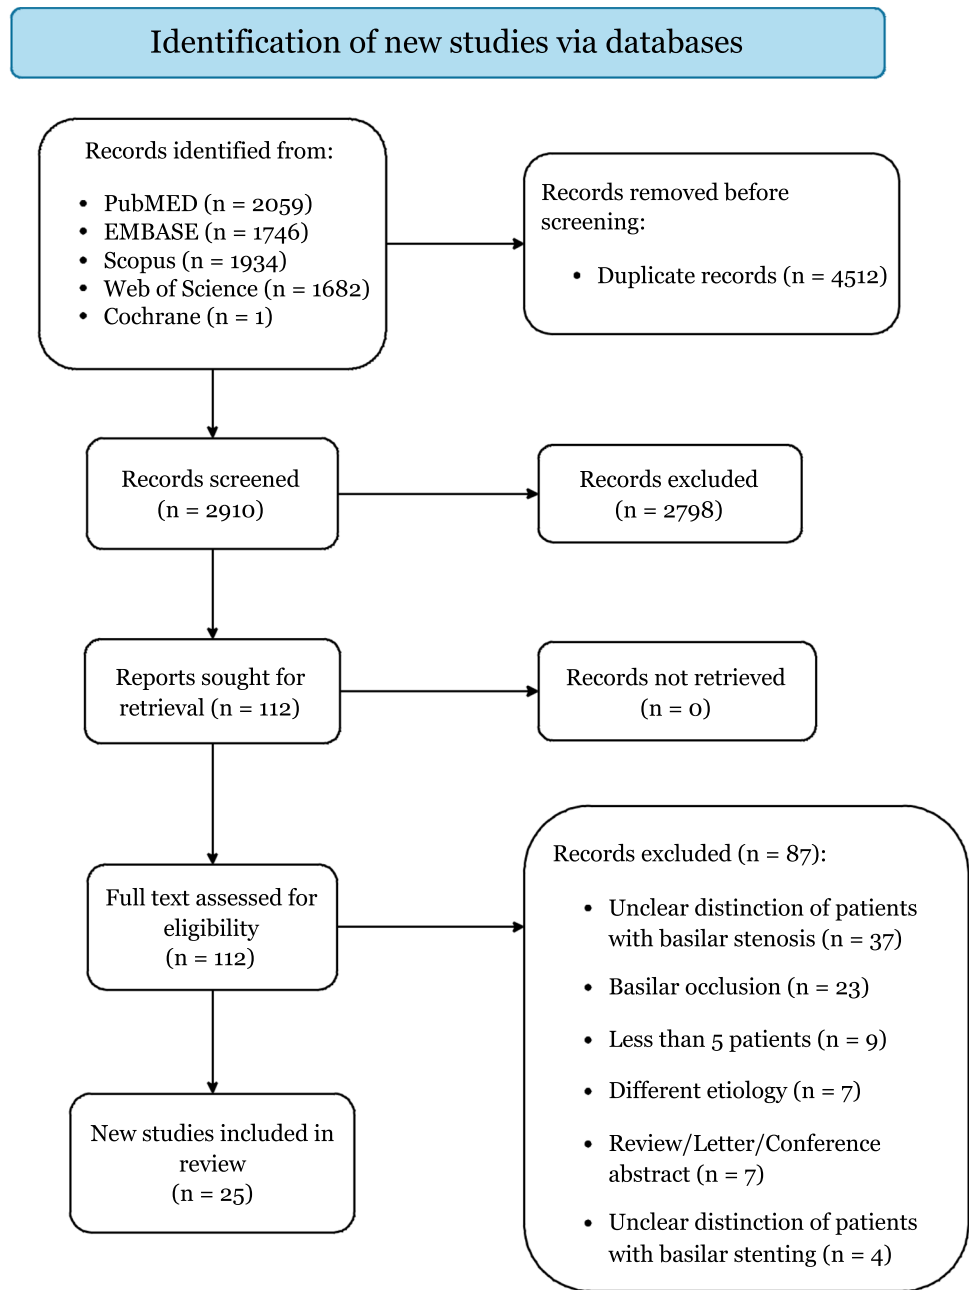 Identification of new studies via databases
Records identified from:
• PubMED (n = 2059)
• EMBASE (n = 1746)
• Scopus (n = 1934)
• Web of Science (n = 1682)
• Cochrane (n = 1)
Records removed before
screening:
• Duplicate records (n = 4512)
Records screened
(n = 2910)
Records excluded
(n = 2798)
Reports sought for
retrieval (n = 112)
Records not retrieved
(n = 0)
Full text assessed for
eligibility
(n = 112)
Records excluded (n = 87):
• Unclear distinction of patients
with basilar stenosis (n = 37)
• Basilar occlusion (n = 23)
• Less than 5 patients (n = 9)
• Different etiology (n = 7)
• Review/Letter/Conference
abstract (n = 7)
• Unclear distinction of patients
with basilar stenting (n = 4)
New studies included in
review
(n = 25)